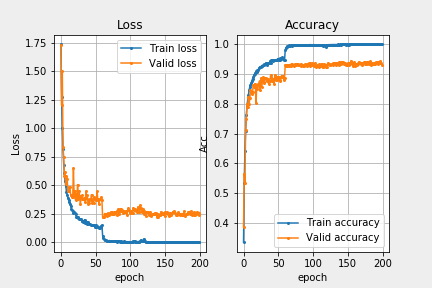 Loss
1.75
1.50
1.25
1.00
0.75
0.50
0.25
0.00
Loss
0
50
100
150
200
epoch
Train loss
Valid loss
Accuracy
1.0
0.9
0.8
0.7
0.6
0.5
0.4
Acc
0
50
100
150
200
epoch
Train accuracy
Valid accuracy